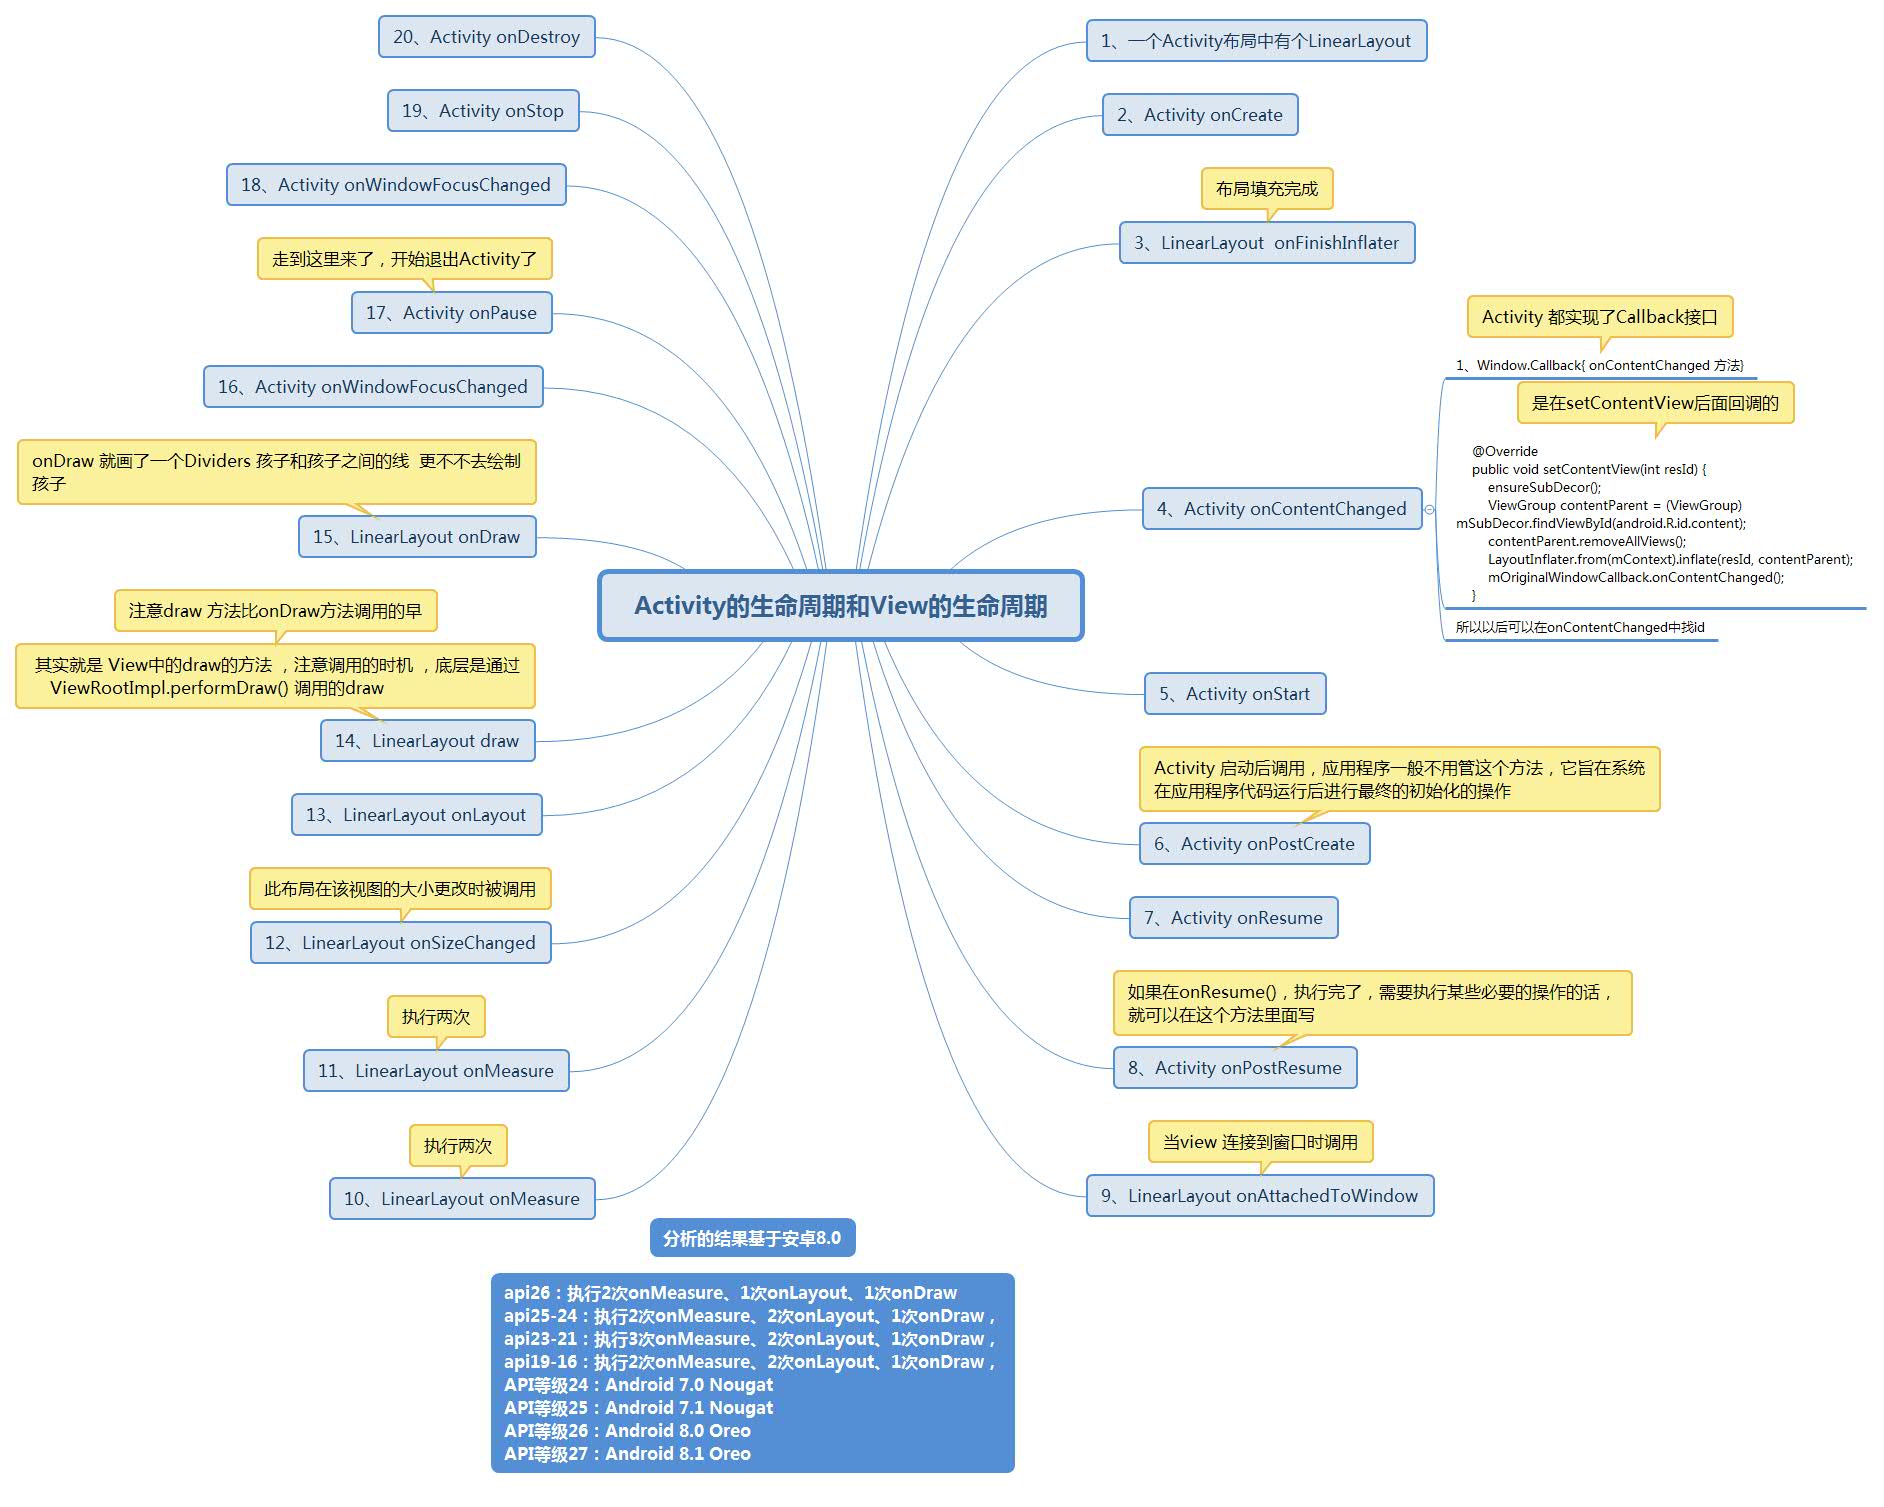 Activity的生命周期和View的生命周期
1、一个Activity布局中有个LinearLayout
2、Activity onCreate
布局填充完成
3、LinearLayout  onFinishInflater
4、Activity onContentChanged
Activity 都实现了Callback接口
1、Window.Callback{ onContentChanged 方法}
是在setContentView后面回调的
@Override
public void setContentView(int resId) {
ensureSubDecor();
ViewGroup contentParent = (ViewGroup)
mSubDecor.findViewById(android.R.id.content);
contentParent.removeAllViews();
LayoutInflater.from(mContext).inflate(resId, contentParent);
mOriginalWindowCallback.onContentChanged();
}
所以以后可以在onContentChanged中找id
5、Activity onStart
Activity 启动后调用，应用程序一般不用管这个方法，它旨在系统
在应用程序代码运行后进行最终的初始化的操作
6、Activity onPostCreate
7、Activity onResume
如果在onResume()，执行完了，需要执行某些必要的操作的话，
就可以在这个方法里面写
8、Activity onPostResume
当view 连接到窗口时调用
9、LinearLayout onAttachedToWindow
执行两次
10、LinearLayout onMeasure
执行两次
11、LinearLayout onMeasure
此布局在该视图的大小更改时被调用
12、LinearLayout onSizeChanged
13、LinearLayout onLayout
注意draw 方法比onDraw方法调用的早
其实就是 View中的draw的方法 ，注意调用的时机 ，底层是通过
ViewRootImpl.performDraw() 调用的draw
14、LinearLayout draw
onDraw 就画了一个Dividers 孩子和孩子之间的线  更不不去绘制
孩子
15、LinearLayout onDraw
16、Activity onWindowFocusChanged
走到这里来了，开始退出Activity了
17、Activity onPause
18、Activity onWindowFocusChanged
19、Activity onStop
20、Activity onDestroy
分析的结果基于安卓8.0
api26：执行2次onMeasure、1次onLayout、1次onDraw
api25-24：执行2次onMeasure、2次onLayout、1次onDraw，
api23-21：执行3次onMeasure、2次onLayout、1次onDraw，
api19-16：执行2次onMeasure、2次onLayout、1次onDraw，
API等级24：Android 7.0 Nougat
API等级25：Android 7.1 Nougat
API等级26：Android 8.0 Oreo
API等级27：Android 8.1 Oreo